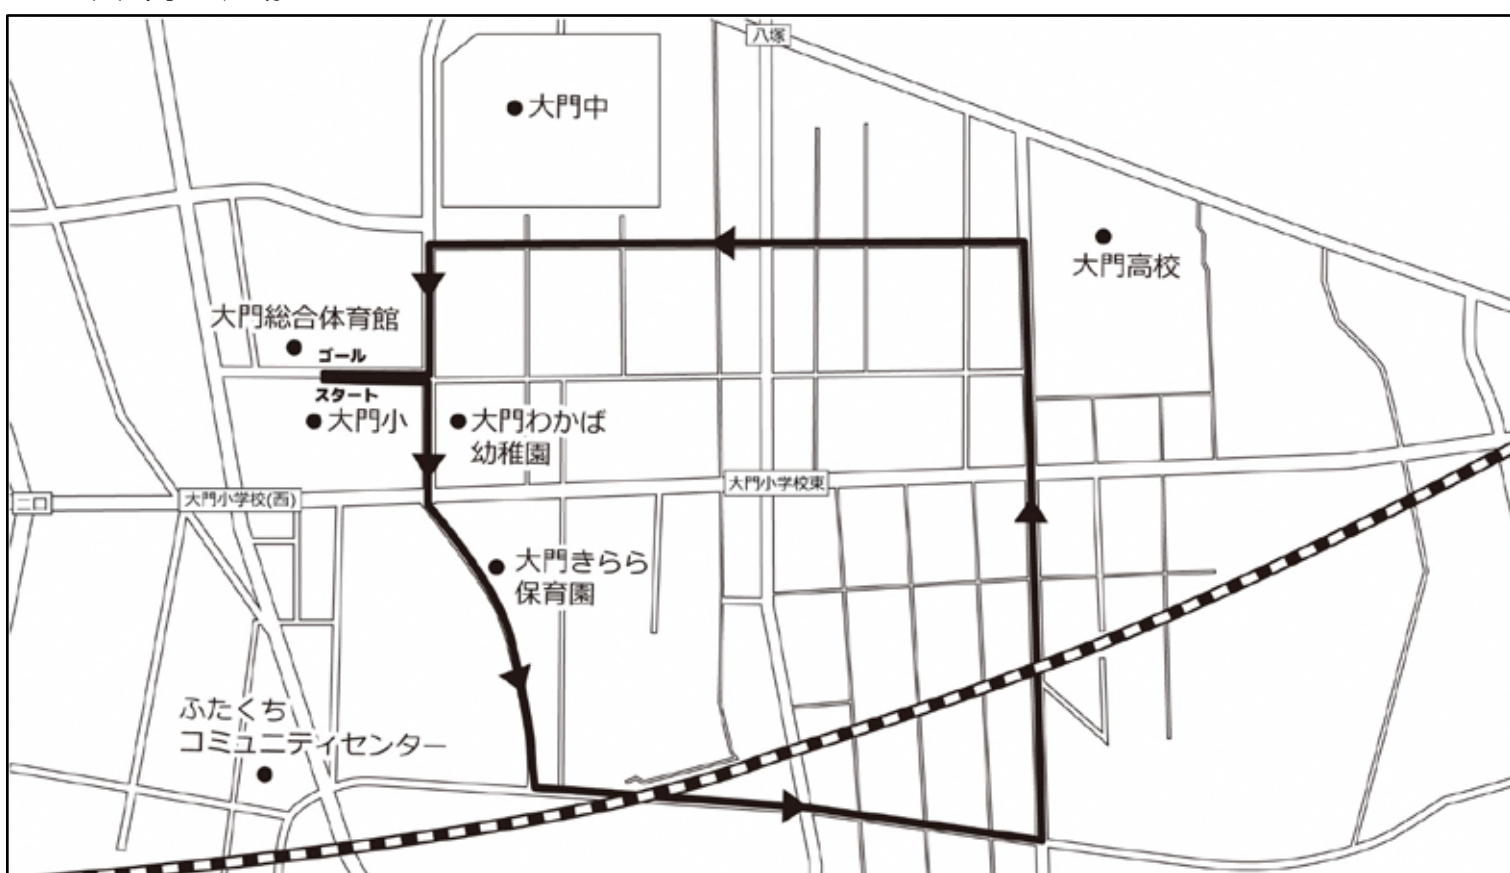 八塚
大門中
大門高校
大門総合体育館
ゴール
スタート
大門小
大門わかば
幼稚園
二口
大門小学校(西)
大門小学校東
大門きらら
保育園
ふたくち
コミュニティセンター